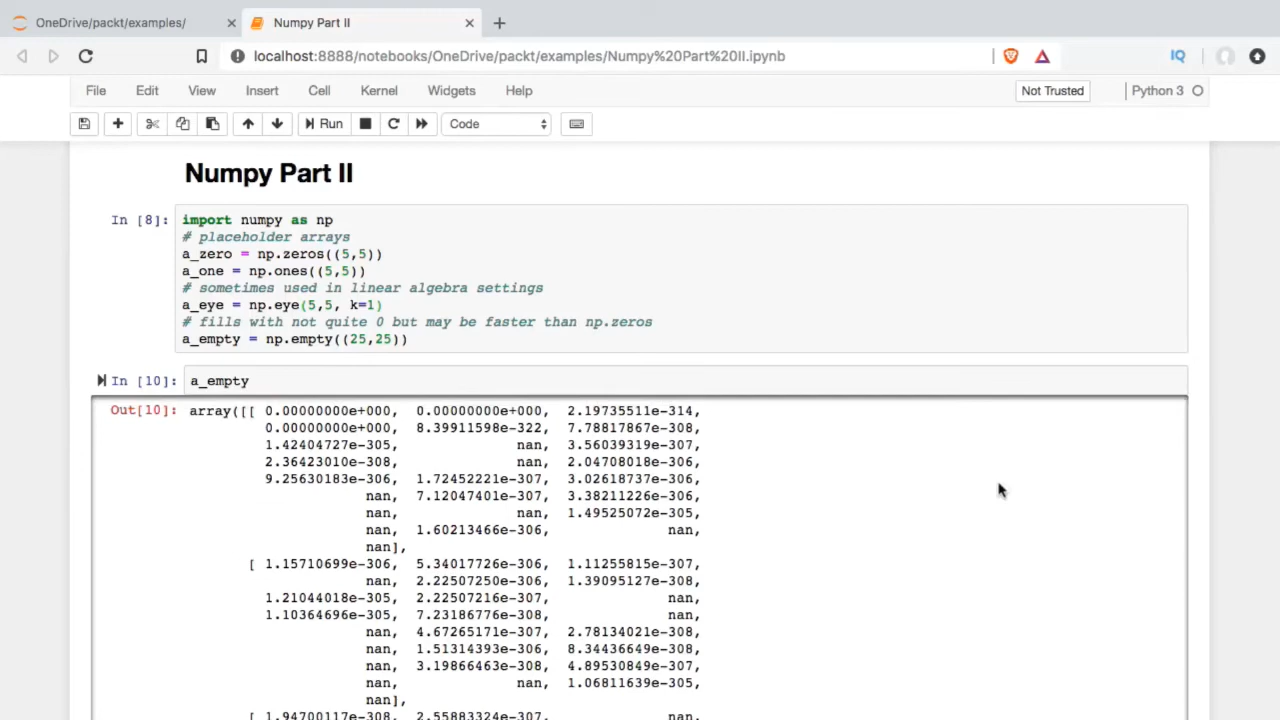 OneDrive/packt/examples/
Numpy Part II
localhost:8888/notebooks/OneDrive/packt/examples/Numpy%20Part%20II.ipynb
IQ
File Edit View Insert Cell Kernel Widgets Help
Not Trusted
Python 3
Run
Code
Numpy Part II
In [8]: import numpy as np
# placeholder arrays
a_zero = np.zeros((5,5))
a_one = np.ones((5,5))
# sometimes used in linear algebra settings
a_eye = np.eye(5,5, k=1)
# fills with not quite 0 but may be faster than np.zeros
a_empty = np.empty((25,25))
In [10]: a_empty
Out[10]: array([[ 0.00000000e+000, 0.00000000e+000, 2.19735511e-314,
0.00000000e+000, 8.39911598e-322, 7.78817867e-308,
1.42404727e-305, nan, 3.56039319e-307,
2.36423010e-308, nan, 2.04708018e-306,
9.25630183e-306, 1.72452221e-307, 3.02618737e-306,
nan, 7.12047401e-307, 3.38211226e-306,
nan, nan, 1.49525072e-305,
nan, 1.60213466e-306, nan,
nan],
[ 1.15710699e-306, 5.34017726e-306, 1.11255815e-307,
nan, 2.22507250e-306, 1.39095127e-308,
1.21044018e-305, 2.22507216e-307, nan,
1.10364696e-305, 7.23186776e-308, nan,
nan, 4.67265171e-307, 2.78134021e-308,
nan, 1.51314393e-306, 8.34436649e-308,
nan, 3.19866463e-308, 4.89530849e-307,
nan, nan, 1.06811639e-305,
nan],
[ 1.94700117e-308, 2.55883324e-307, nan,